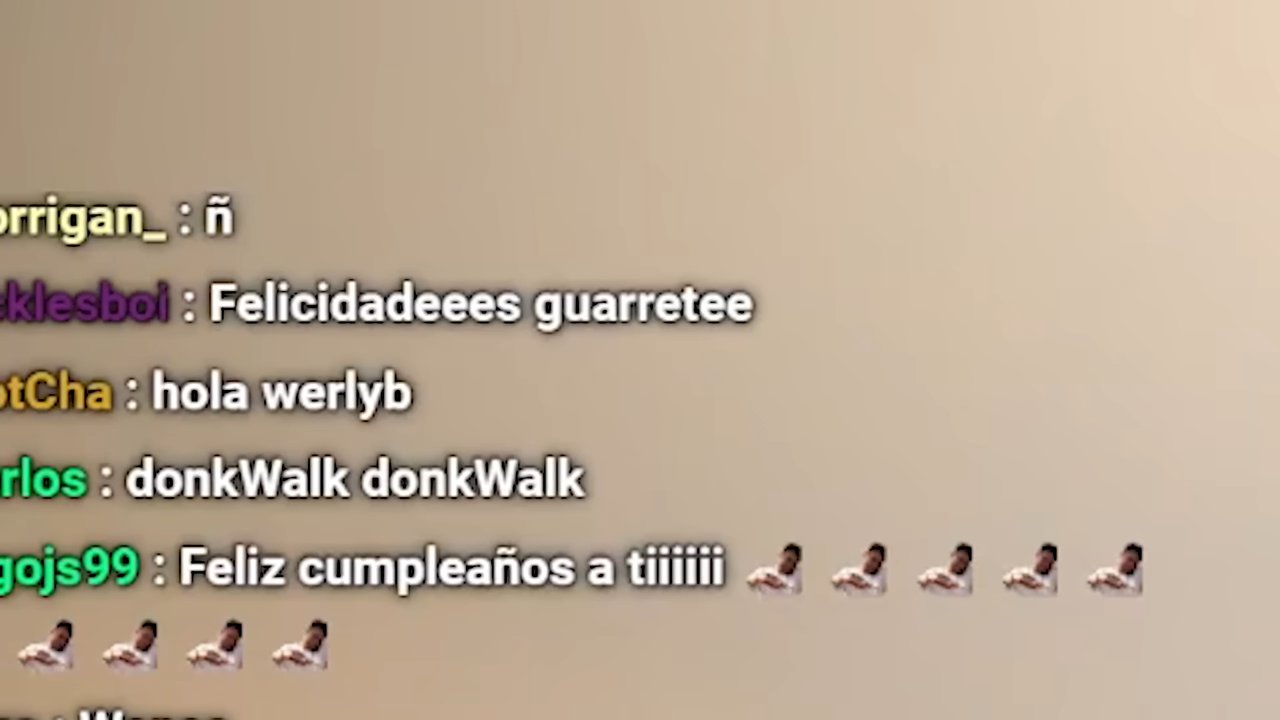 orrigan_ : ñ
cklesboi : Felicidadeees guarretee
otCha : hola werlyb
rlos : donkWalk donkWalk
gojs99 : Feliz cumpleaños a tiiiiii